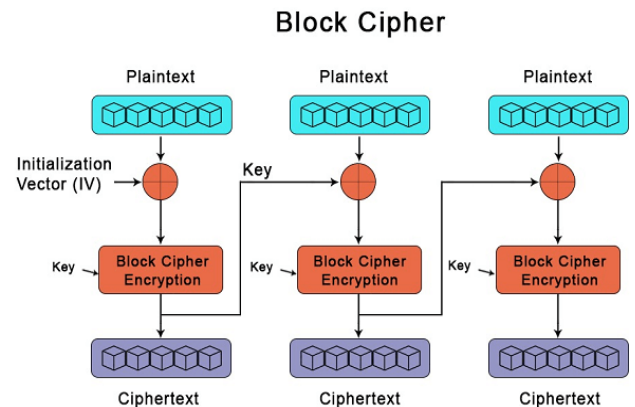 Block Cipher
Plaintext
Plaintext
Plaintext
Initialization
Vector (IV)
Key
Key
Block Cipher
Encryption
Key
Block Cipher
Encryption
Key
Block Cipher
Encryption
Ciphertext
Ciphertext
Ciphertext